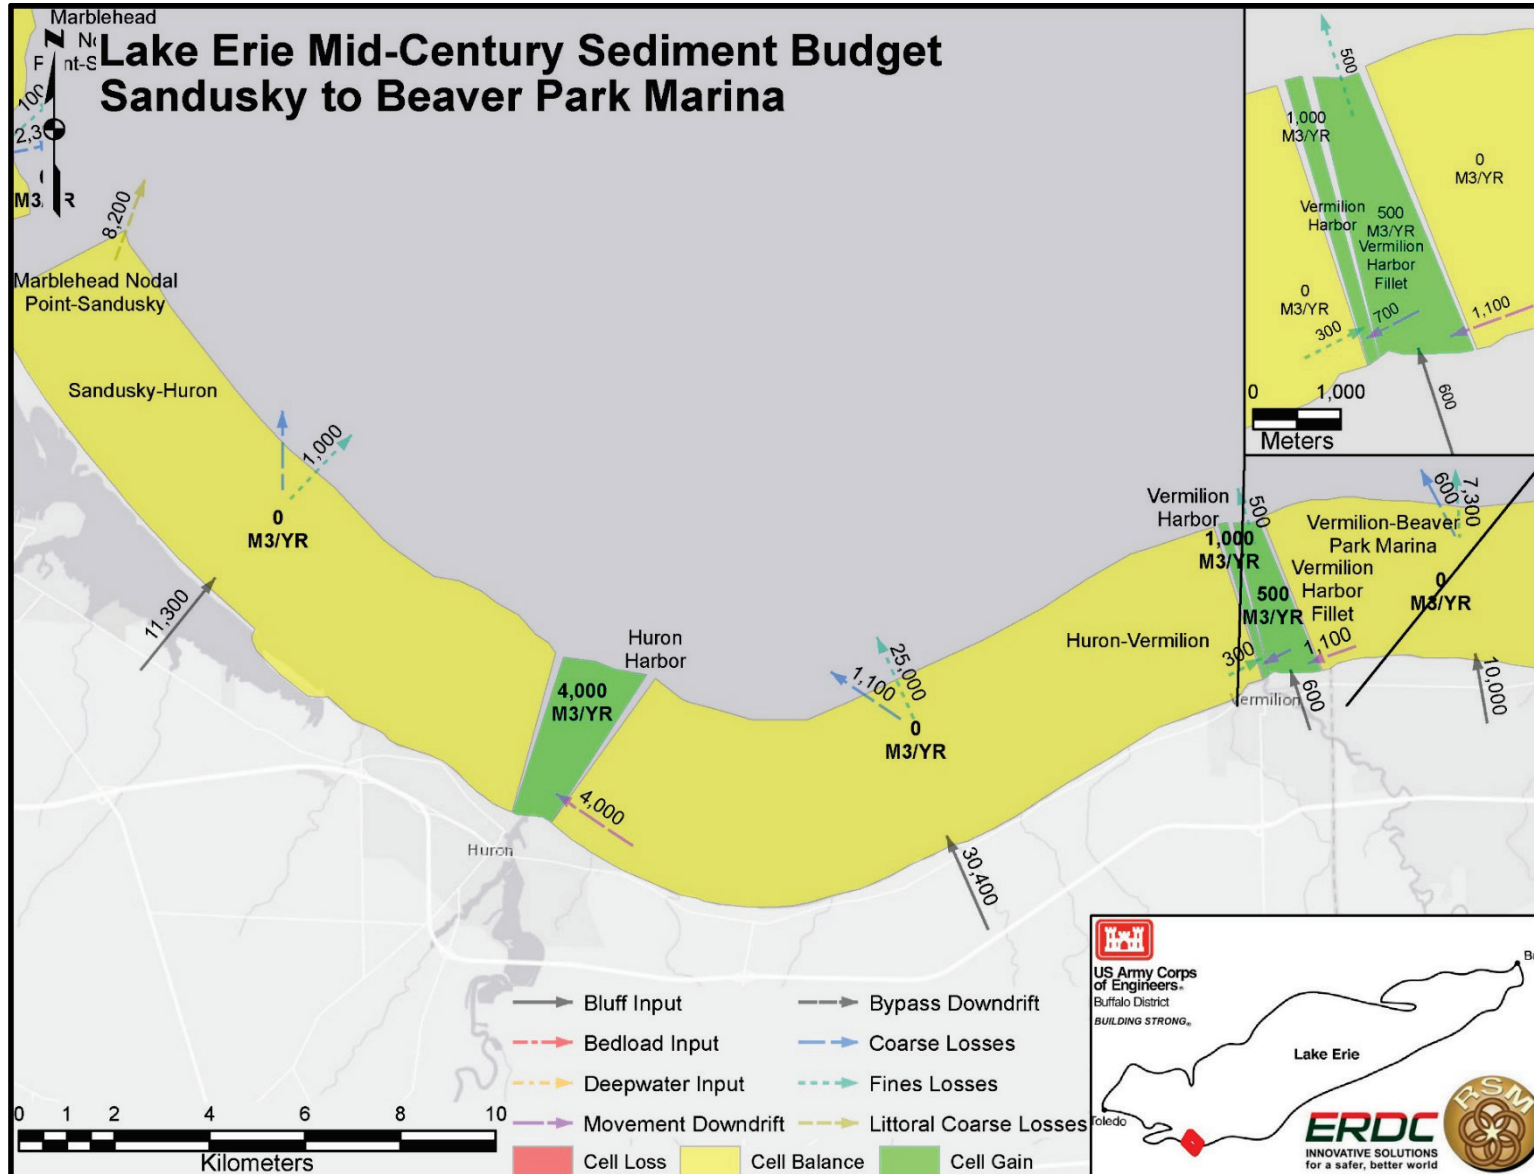 Marblehead
Lake Erie Mid-Century Sediment Budget
Sandusky to Beaver Park Marina
N
100
M3/YR
8,200
Marblehead Nodal
Point-Sandusky
Sandusky-Huron
1,000
0
M3/YR
11,300
Huron
Harbor
4,000
M3/YR
4,000
Huron
25,000
1,100
0
M3/YR
30,400
Huron-Vermilion
Vermilion
Harbor
1,000
M3/YR
500
500
M3/YR
300
1,100
600
Vermilion-Beaver
Park Marina
Vermilion
Harbor
Fillet
600
7,300
0
M3/YR
10,000
500
1,000
M3/YR
Vermilion
Harbor
500
M3/YR
Vermilion
Harbor
Fillet
0
M3/YR
0
M3/YR
300
700
1,100
600
0 1,000
Meters
Bluff Input
Bedload Input
Deepwater Input
Movement Downdrift
Bypass Downdrift
Coarse Losses
Fines Losses
Littoral Coarse Losses
Cell Loss
Cell Balance
Cell Gain
0 1 2 4 6 8 10
Kilometers
US Army Corps
of Engineers®
Buffalo District
BUILDING STRONG®
Lake Erie
Toledo
ERDC
INNOVATIVE SOLUTIONS
for a safer, better world
RSM